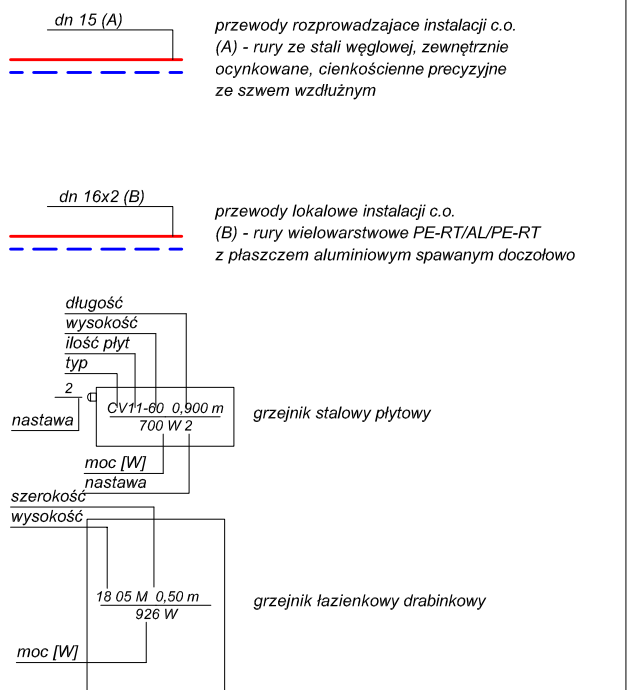 dn 15 (A)
przewody rozprowadzajace instalacji c.o.
(A) - rury ze stali węglowej, zewnętrznie
ocynkowane, cienkościenne precyzyjne
ze szwem wzdłużnym
dn 16x2 (B)
przewody lokalowe instalacji c.o.
(B) - rury wielowarstwowe PE-RT/AL/PE-RT
z płaszczem aluminiowym spawanym doczołowo
długość
wysokość
ilość płyt
typ
2
nastawa
CV11-60 0,900 m
700 W 2
grzejnik stalowy płytowy
moc [W]
nastawa
szerokość
wysokość
18 05 M 0,50 m
926 W
grzejnik łazienkowy drabinkowy
moc [W]